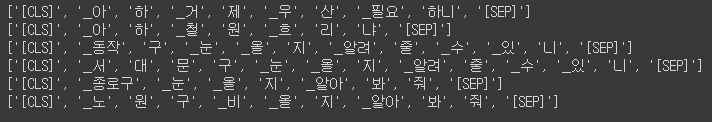 ['[CLS]', '_아', '하', '_거', '제', '_우', '산', '_필요', '하니', '[SEP]']
['[CLS]', '_아', '하', '_철', '원', '_흐', '리', '냐', '[SEP]']
['[CLS]', '_동작', '구', '_눈', '_올', '지', '_알려', '줄', '_수', '_있', '니', '[SEP]']
['[CLS]', '_서', '대', '문', '구', '_눈', '_올', '지', '_알려', '줄', '_수', '_있', '니', '[SEP]']
['[CLS]', '_종로구', '_눈', '_올', '지', '_알아', '봐', '줘', '[SEP]']
['[CLS]', '_노', '원', '구', '_비', '_올', '지', '_알아', '봐', '줘', '[SEP]']